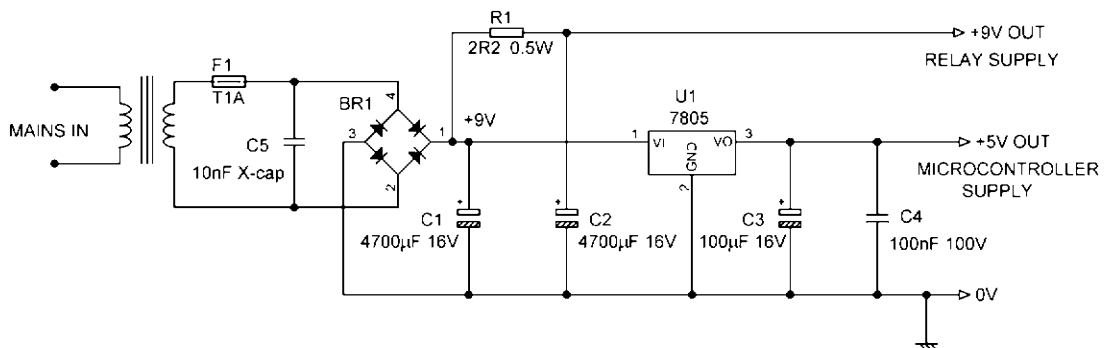 R1
2R2 0.5W
+9V OUT
RELAY SUPPLY
F1
T1A
BR1
4
3
1
2
+9V
U1
7805
1
VI
GND
VO
3
2
MAINS IN
C5
10nF X-cap
+5V OUT
MICROCONTROLLER
SUPPLY
+
C1
4700µF 16V
+
C2
4700µF 16V
+
C3
100µF 16V
C4
100nF 100V
0V